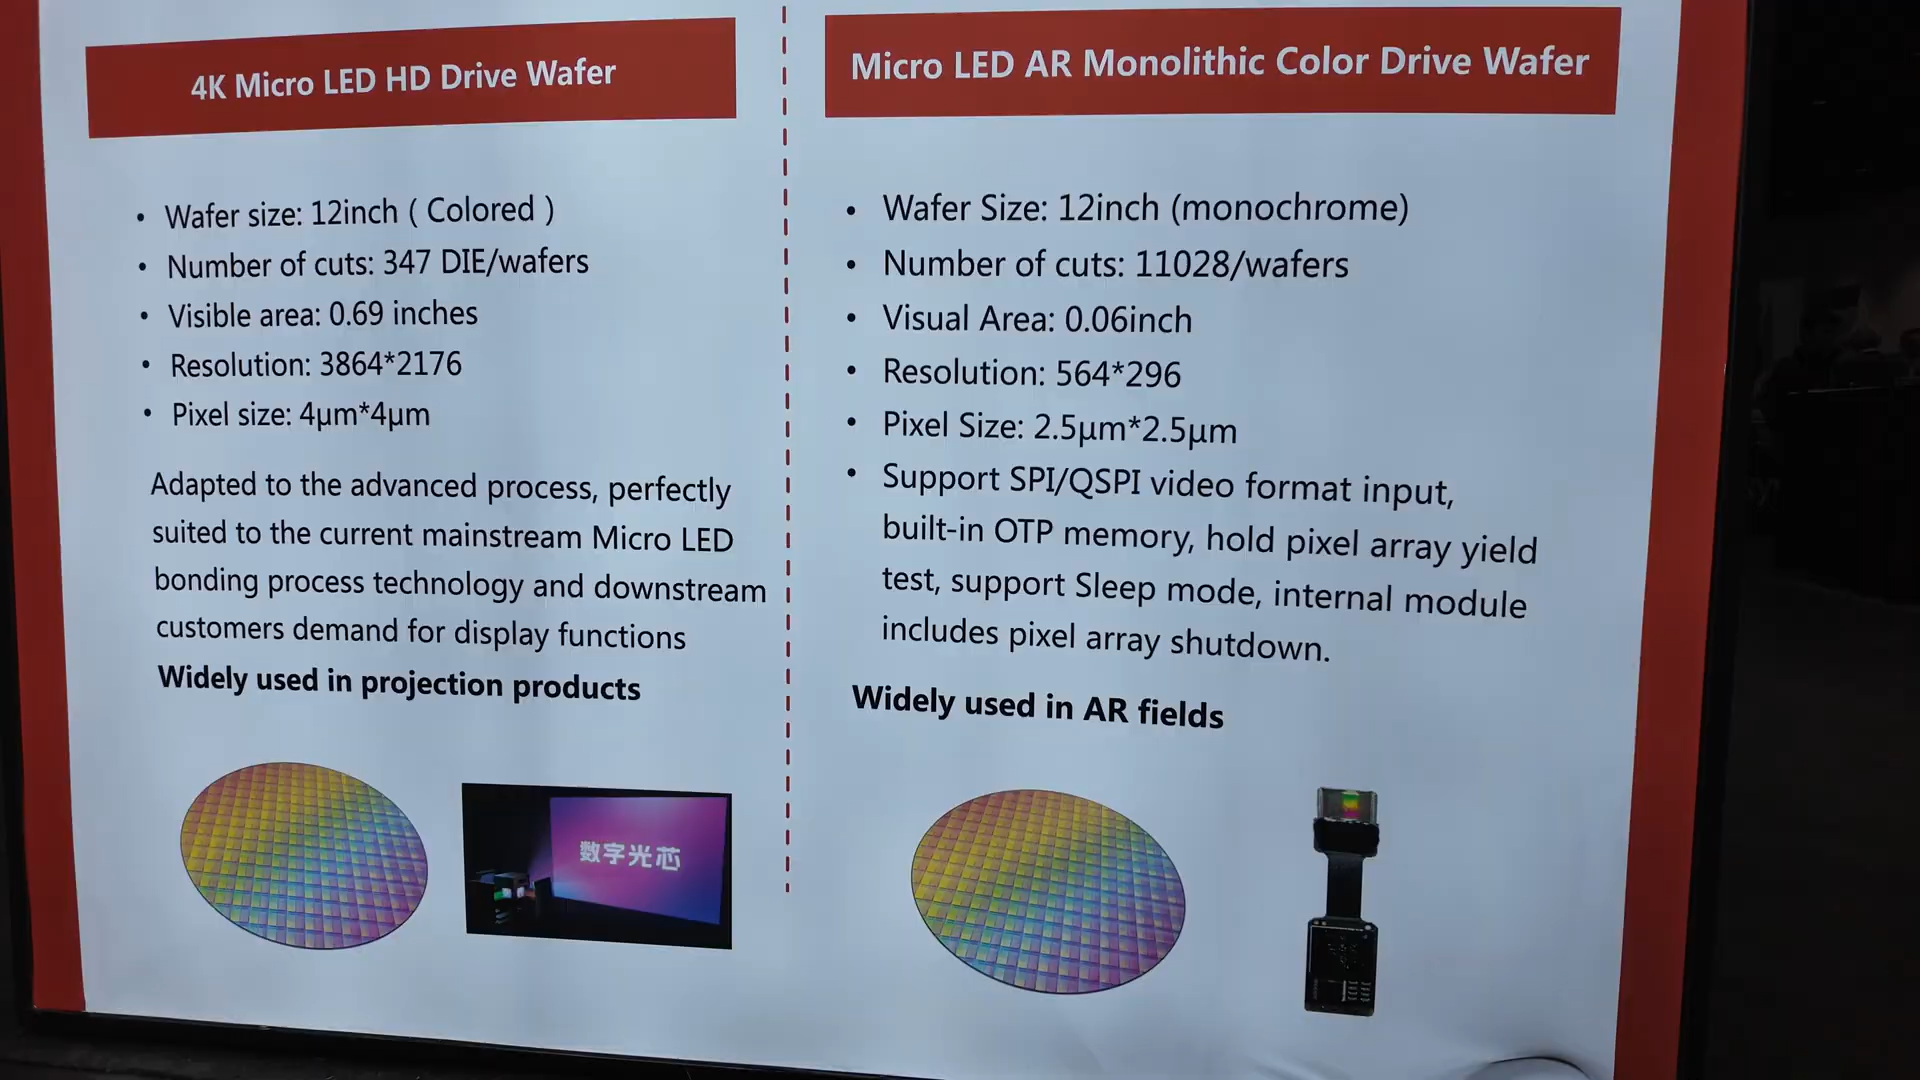 4K Micro LED HD Drive Wafer
• Wafer size: 12inch ( Colored )
• Number of cuts: 347 DIE/wafers
• Visible area: 0.69 inches
• Resolution: 3864*2176
• Pixel size: 4μm*4μm
Adapted to the advanced process, perfectly
suited to the current mainstream Micro LED
bonding process technology and downstream
customers demand for display functions
Widely used in projection products
数字光芯
Micro LED AR Monolithic Color Drive Wafer
• Wafer Size: 12inch (monochrome)
• Number of cuts: 11028/wafers
• Visual Area: 0.06inch
• Resolution: 564*296
• Pixel Size: 2.5μm*2.5μm
• Support SPI/QSPI video format input,
built-in OTP memory, hold pixel array yield
test, support Sleep mode, internal module
includes pixel array shutdown.
Widely used in AR fields